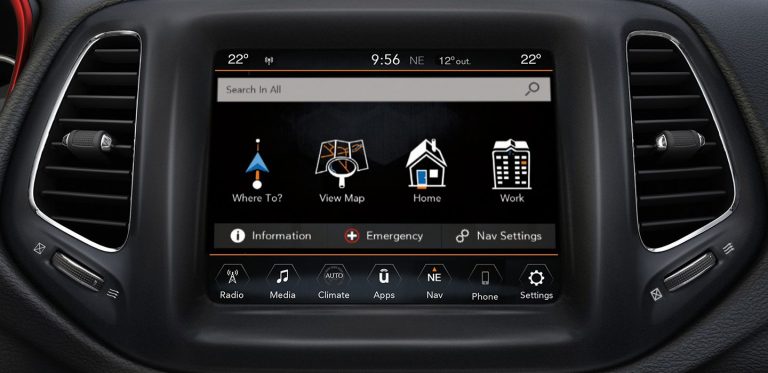 22° 9:56 NE 12° out. 22°
Search In All
Where To? View Map Home Work
i Information Emergency Nav Settings
AUTO ū NE
Radio Media Climate Apps Nav Phone Settings